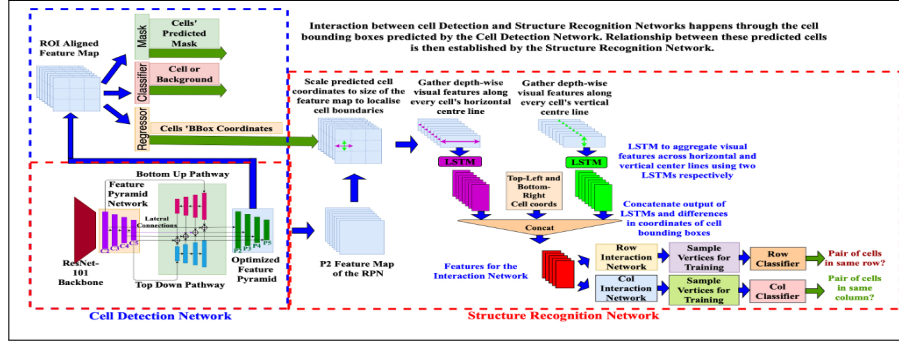 Interaction between cell Detection and Structure Recognition Networks happens through the cell
bounding boxes predicted by the Cell Detection Network. Relationship between these predicted cells
is then established by the Structure Recognition Network.
ROI Aligned
Feature Map
Mask
Cells'
Predicted
Mask
Classifier
Cell or
Background
Regressor
Cells 'BBox Coordinates
Bottom Up Pathway
Feature
Pyramid
Network
Lateral
Connections
C2 C3 C4 C5
P2 P3 P4 P5
ResNet-
101
Backbone
Top Down Pathway
Optimized
Feature
Pyramid
Cell Detection Network
Scale predicted cell
coordinates to size of the
feature map to localise
cell boundaries
Gather depth-wise
visual features along
every cell's horizontal
centre line
Gather depth-wise
visual features along
every cell's vertical
centre line
LSTM
LSTM
LSTM to aggregate visual
features across horizontal and
vertical center lines using two
LSTMs respectively
Top-Left and
Bottom-
Right
Cell coords
Concatenate output of
LSTMs and differences
in coordinates of cell
bounding boxes
Concat
P2 Feature Map
of the RPN
Features for the
Interaction Network
Row
Interaction
Network
Sample
Vertices for
Training
Row
Classifier
Pair of cells
in same row?
Col
Interaction
Network
Sample
Vertices for
Training
Col
Classifier
Pair of cells
in same
column?
Structure Recognition Network